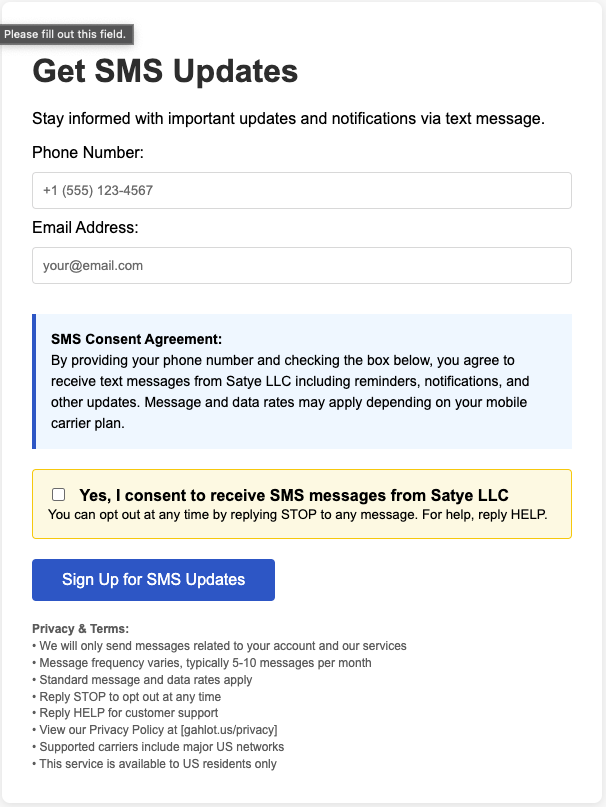 Please fill out this field.
Get SMS Updates
Stay informed with important updates and notifications via text message.
Phone Number:
+1 (555) 123-4567
Email Address:
your@email.com
SMS Consent Agreement:
By providing your phone number and checking the box below, you agree to
receive text messages from Satye LLC including reminders, notifications, and
other updates. Message and data rates may apply depending on your mobile
carrier plan.
Yes, I consent to receive SMS messages from Satye LLC
You can opt out at any time by replying STOP to any message. For help, reply HELP.
Sign Up for SMS Updates
Privacy & Terms:
• We will only send messages related to your account and our services
• Message frequency varies, typically 5-10 messages per month
• Standard message and data rates apply
• Reply STOP to opt out at any time
• Reply HELP for customer support
• View our Privacy Policy at [gahlot.us/privacy]
• Supported carriers include major US networks
• This service is available to US residents only